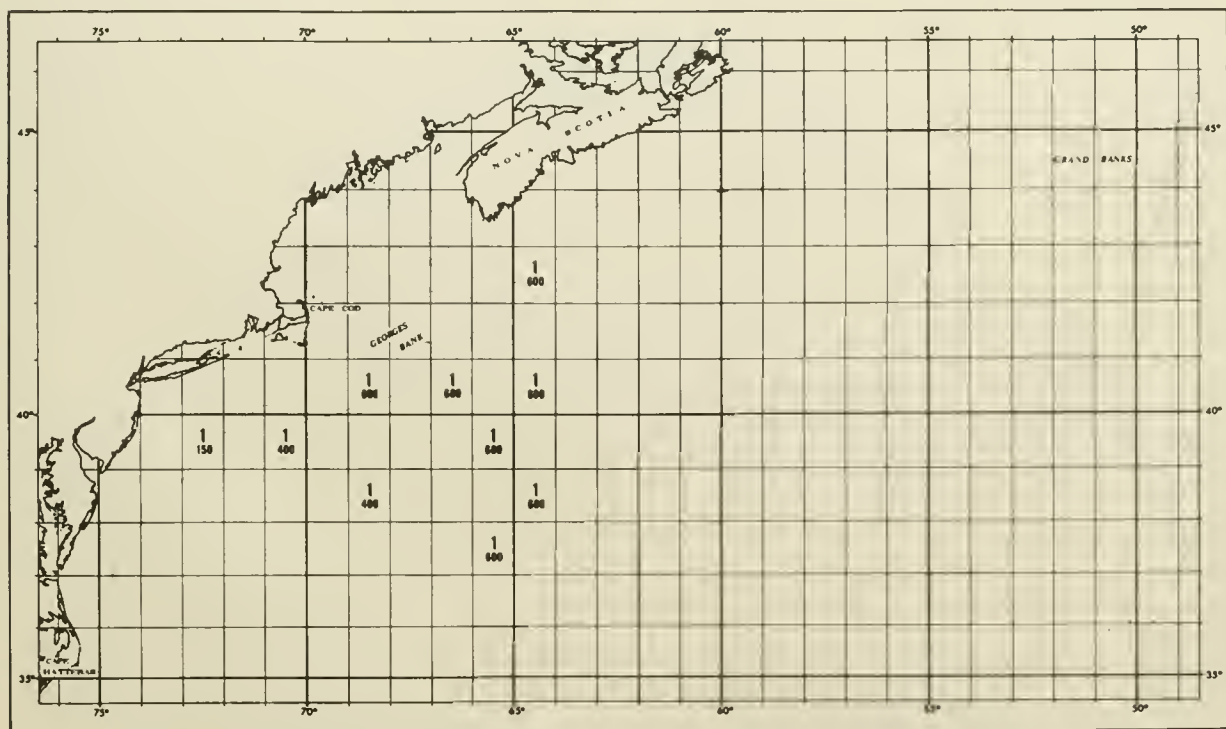 75° 70° 65° 60° 55° 50°
45° 45°
NOVA SCOTIA
GRAND BANKS
1
600
CAPE COD
GEORGES
BANK
1 1 1
600 600 600
40° 40°
1 1 1
150 400 600
1 1
400 600
1
600
CAPE
HATTERAS
35° 35°
75° 70° 65° 60° 55° 50°